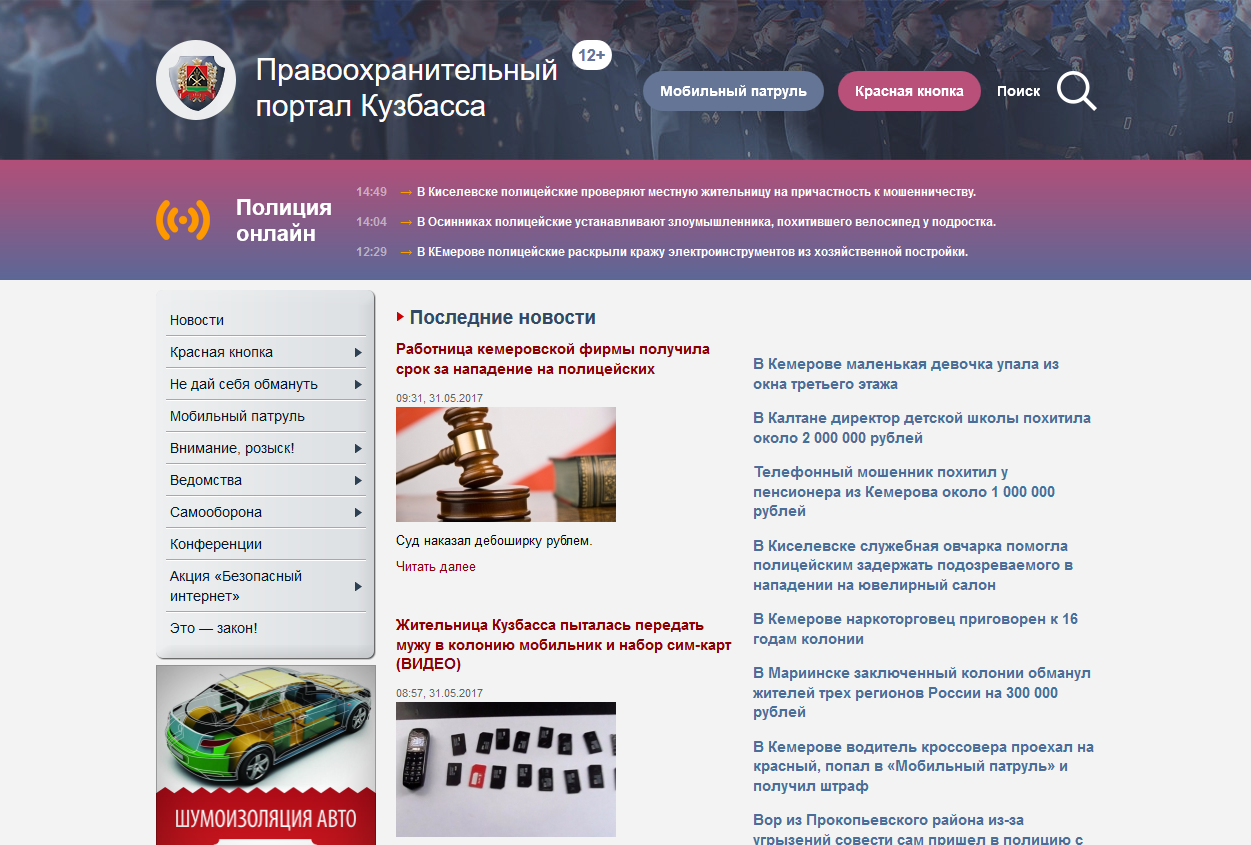 Правоохранительный
портал Кузбасса
12+
Мобильный патруль
Красная кнопка
Поиск
Полиция
онлайн
14:49 → В Киселевске полицейские проверяют местную жительницу на причастность к мошенничеству.
14:04 → В Осинниках полицейские устанавливают злоумышленника, похитившего велосипед у подростка.
12:29 → В КЕмерове полицейские раскрыли кражу электроинструментов из хозяйственной постройки.
Новости
Красная кнопка
Не дай себя обмануть
Мобильный патруль
Внимание, розыск!
Ведомства
Самооборона
Конференции
Акция «Безопасный
интернет»
Это — закон!
ШУМОИЗОЛЯЦИЯ АВТО
Последние новости
Работница кемеровской фирмы получила
срок за нападение на полицейских
09:31, 31.05.2017
Суд наказал дебоширку рублем.
Читать далее
Жительница Кузбасса пыталась передать
мужу в колонию мобильник и набор сим-карт
(ВИДЕО)
08:57, 31.05.2017
В Кемерове маленькая девочка упала из
окна третьего этажа
В Калтане директор детской школы похитила
около 2 000 000 рублей
Телефонный мошенник похитил у
пенсионера из Кемерова около 1 000 000
рублей
В Киселевске служебная овчарка помогла
полицейским задержать подозреваемого в
нападении на ювелирный салон
В Кемерове наркоторговец приговорен к 16
годам колонии
В Мариинске заключенный колонии обманул
жителей трех регионов России на 300 000
рублей
В Кемерове водитель кроссовера проехал на
красный, попал в «Мобильный патруль» и
получил штраф
Вор из Прокопьевского района из-за
угрызений совести сам пришел в полицию с